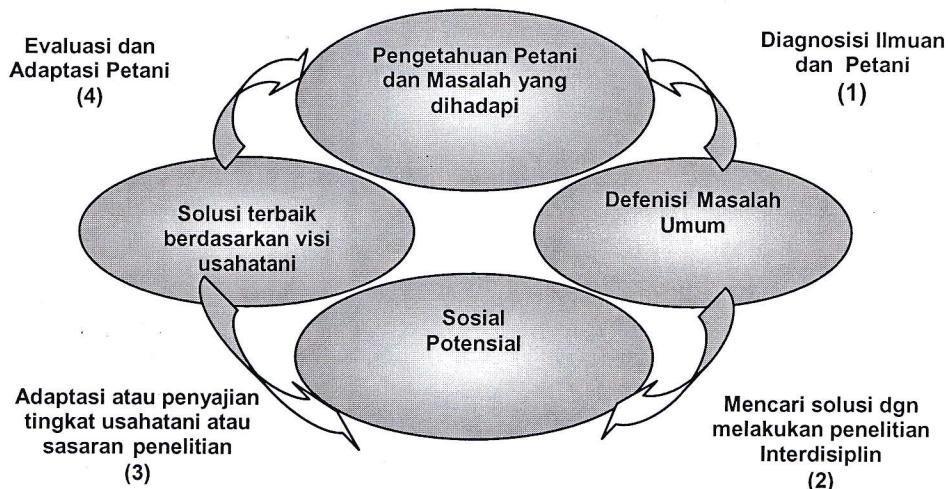 Evaluasi dan
Adaptasi Petani
(4)
Pengetahuan Petani
dan Masalah yang
dihadapi
Diagnosisi Ilmuan
dan Petani
(1)
Solusi terbaik
berdasarkan visi
usahatani
Defenisi Masalah
Umum
Sosial
Potensial
Adaptasi atau penyajian
tingkat usahatani atau
sasaran penelitian
(3)
Mencari solusi dgn
melakukan penelitian
Interdisiplin
(2)